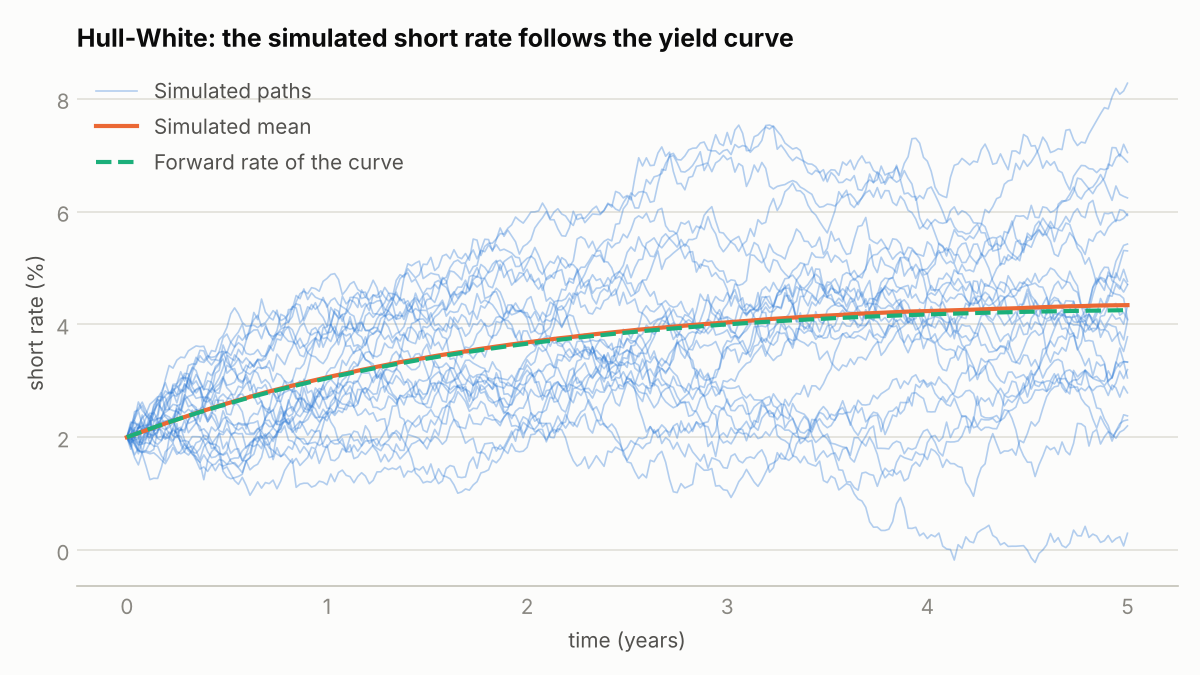 Hull-White: the simulated short rate follows the yield curve
Simulated paths
Simulated mean
Forward rate of the curve
short rate (%)
8
6
4
2
0
0 1 2 3 4 5
time (years)